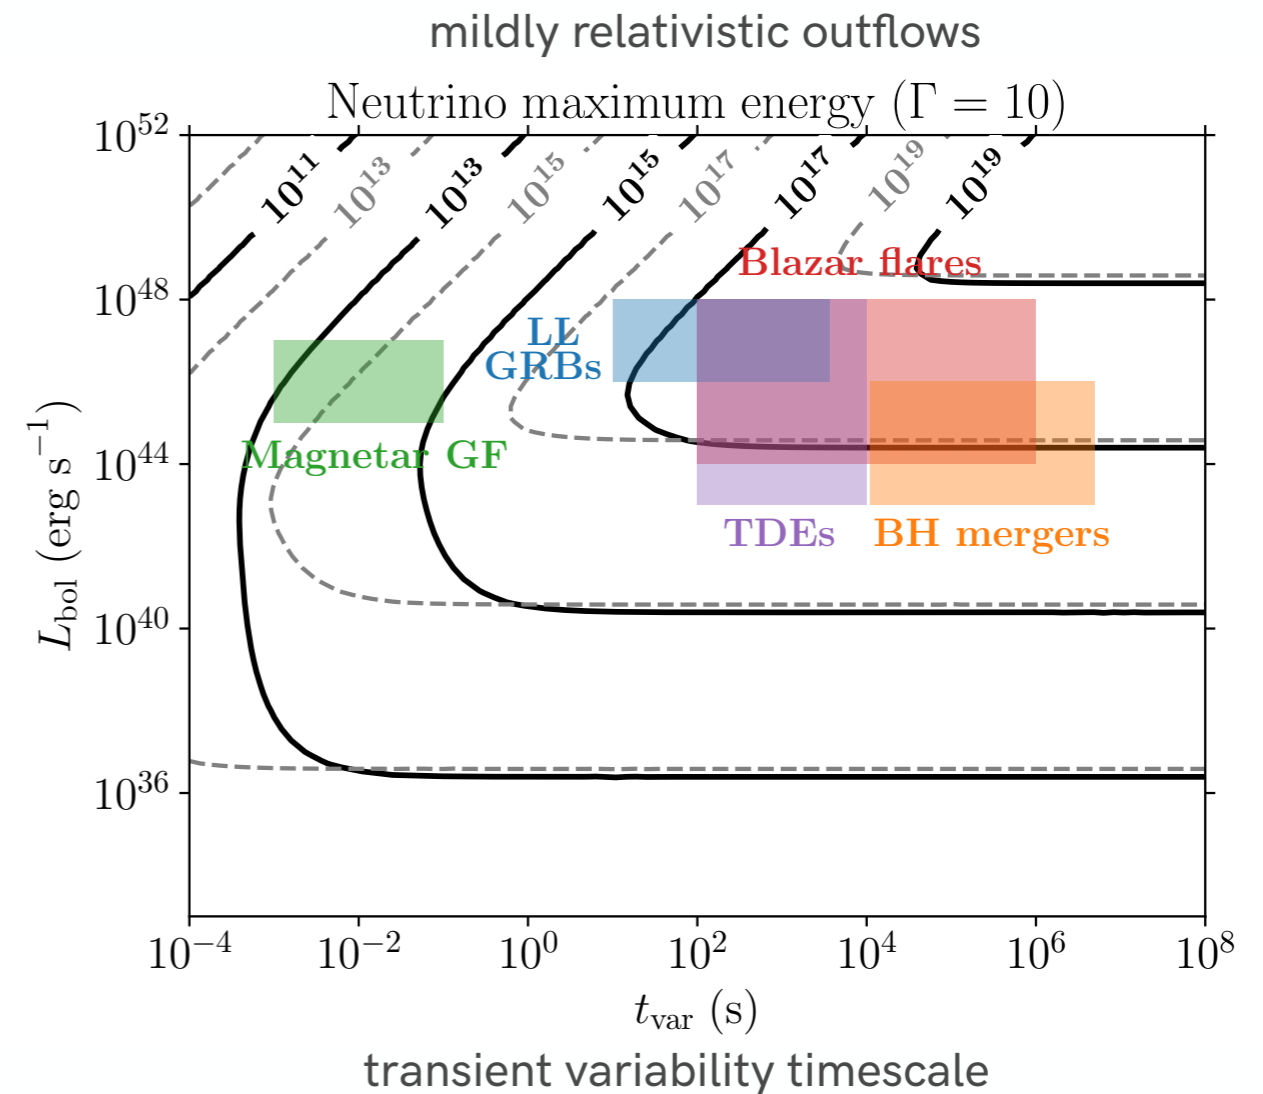 mildly relativistic outflows
Neutrino maximum energy (Γ = 10)
10^52
10^48
10^44
10^40
10^36
L_bol (erg s^−1)
10^11
10^13
10^13
10^15
10^15
10^17
10^17
10^19
10^19
Blazar flares
LL
GRBs
Magnetar GF
TDEs
BH mergers
10^−4
10^−2
10^0
10^2
10^4
10^6
10^8
t_var (s)
transient variability timescale